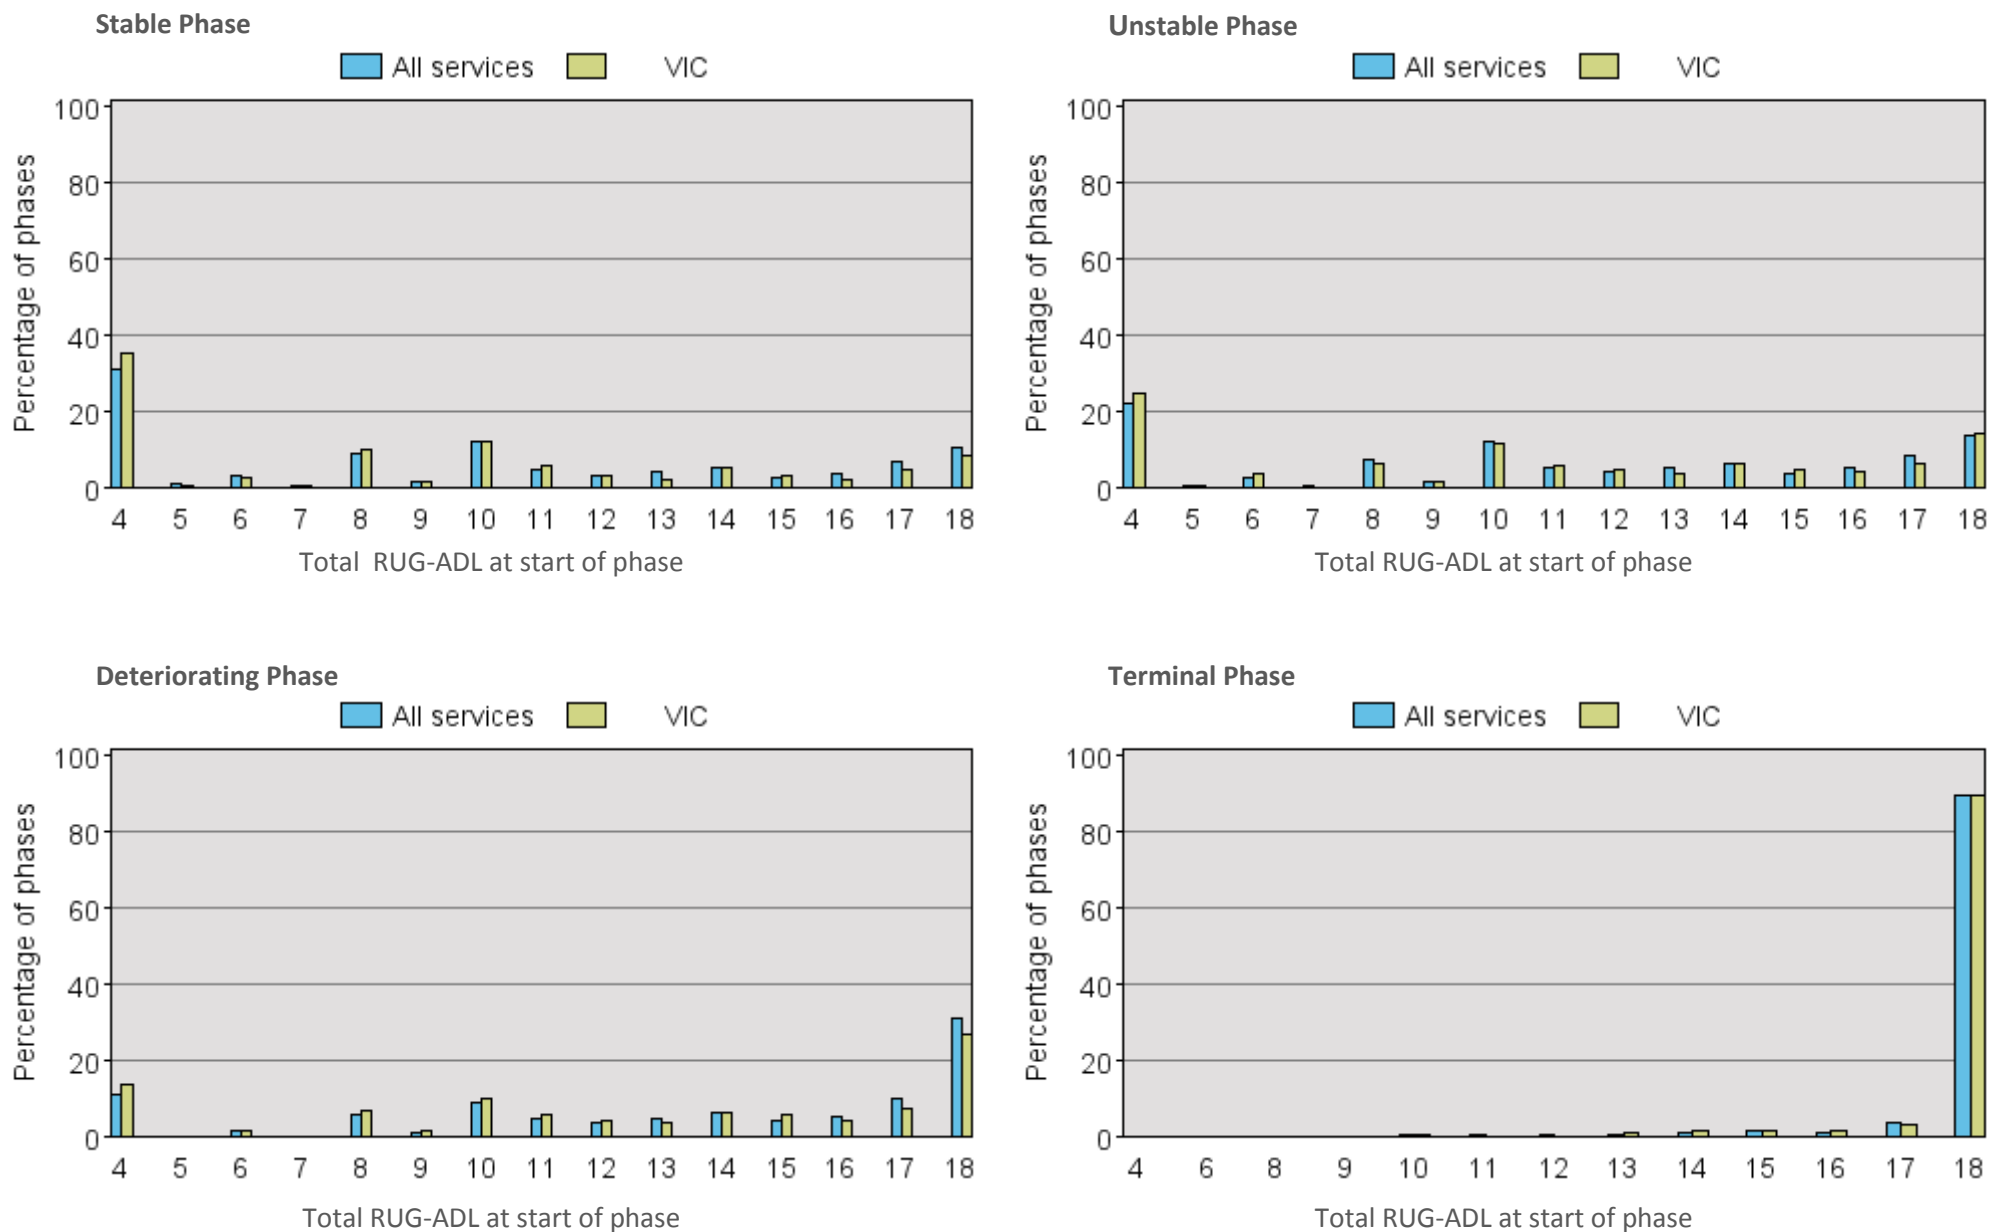 Stable Phase
All services VIC
Percentage of phases
100
80
60
40
20
0
4 5 6 7 8 9 10 11 12 13 14 15 16 17 18
Total RUG-ADL at start of phase
Unstable Phase
All services VIC
Percentage of phases
100
80
60
40
20
0
4 5 6 7 8 9 10 11 12 13 14 15 16 17 18
Total RUG-ADL at start of phase
Deteriorating Phase
All services VIC
Percentage of phases
100
80
60
40
20
0
4 5 6 7 8 9 10 11 12 13 14 15 16 17 18
Total RUG-ADL at start of phase
Terminal Phase
All services VIC
Percentage of phases
100
80
60
40
20
0
4 6 8 9 10 11 12 13 14 15 16 17 18
Total RUG-ADL at start of phase